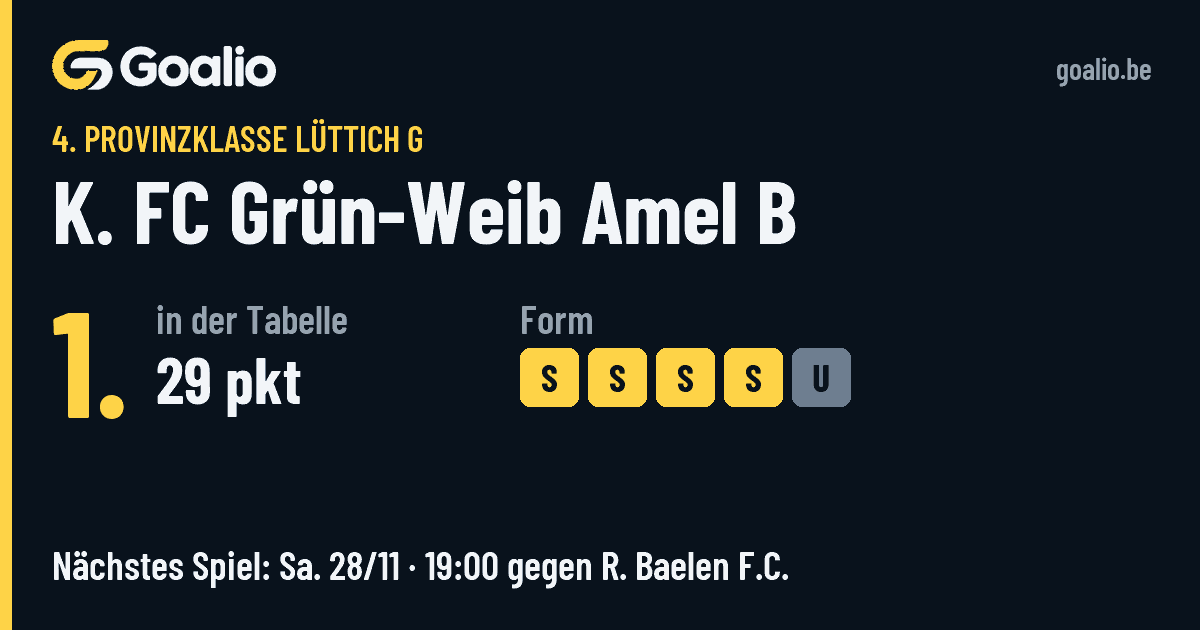 Goalio
goalio.be
4. PROVINZKLASSE LÜTTICH G
K. FC Grün-Weib Amel B
1.
in der Tabelle
29 pkt
Form
S S S S U
Nächstes Spiel: Sa. 28/11 · 19:00 gegen R. Baelen F.C.